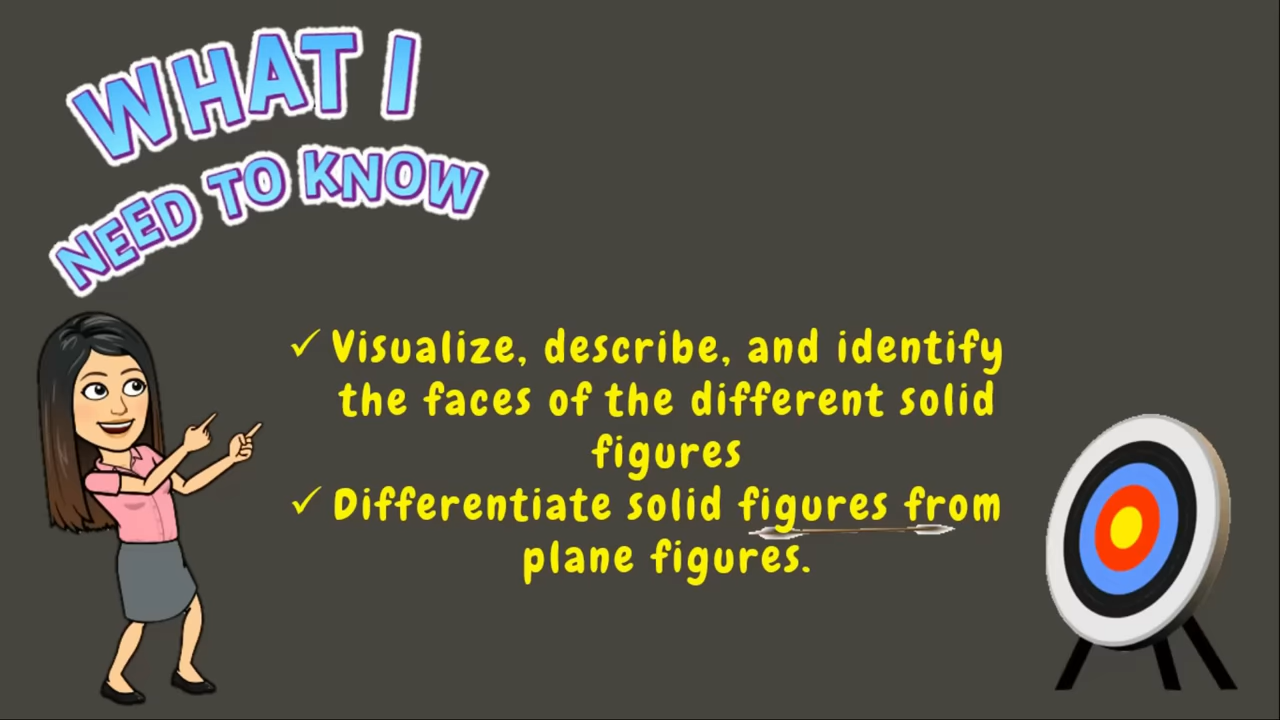 WHAT I
NEED TO KNOW
✓ Visualize, describe, and identify
the faces of the different solid
figures
✓ Differentiate solid figures from
plane figures.